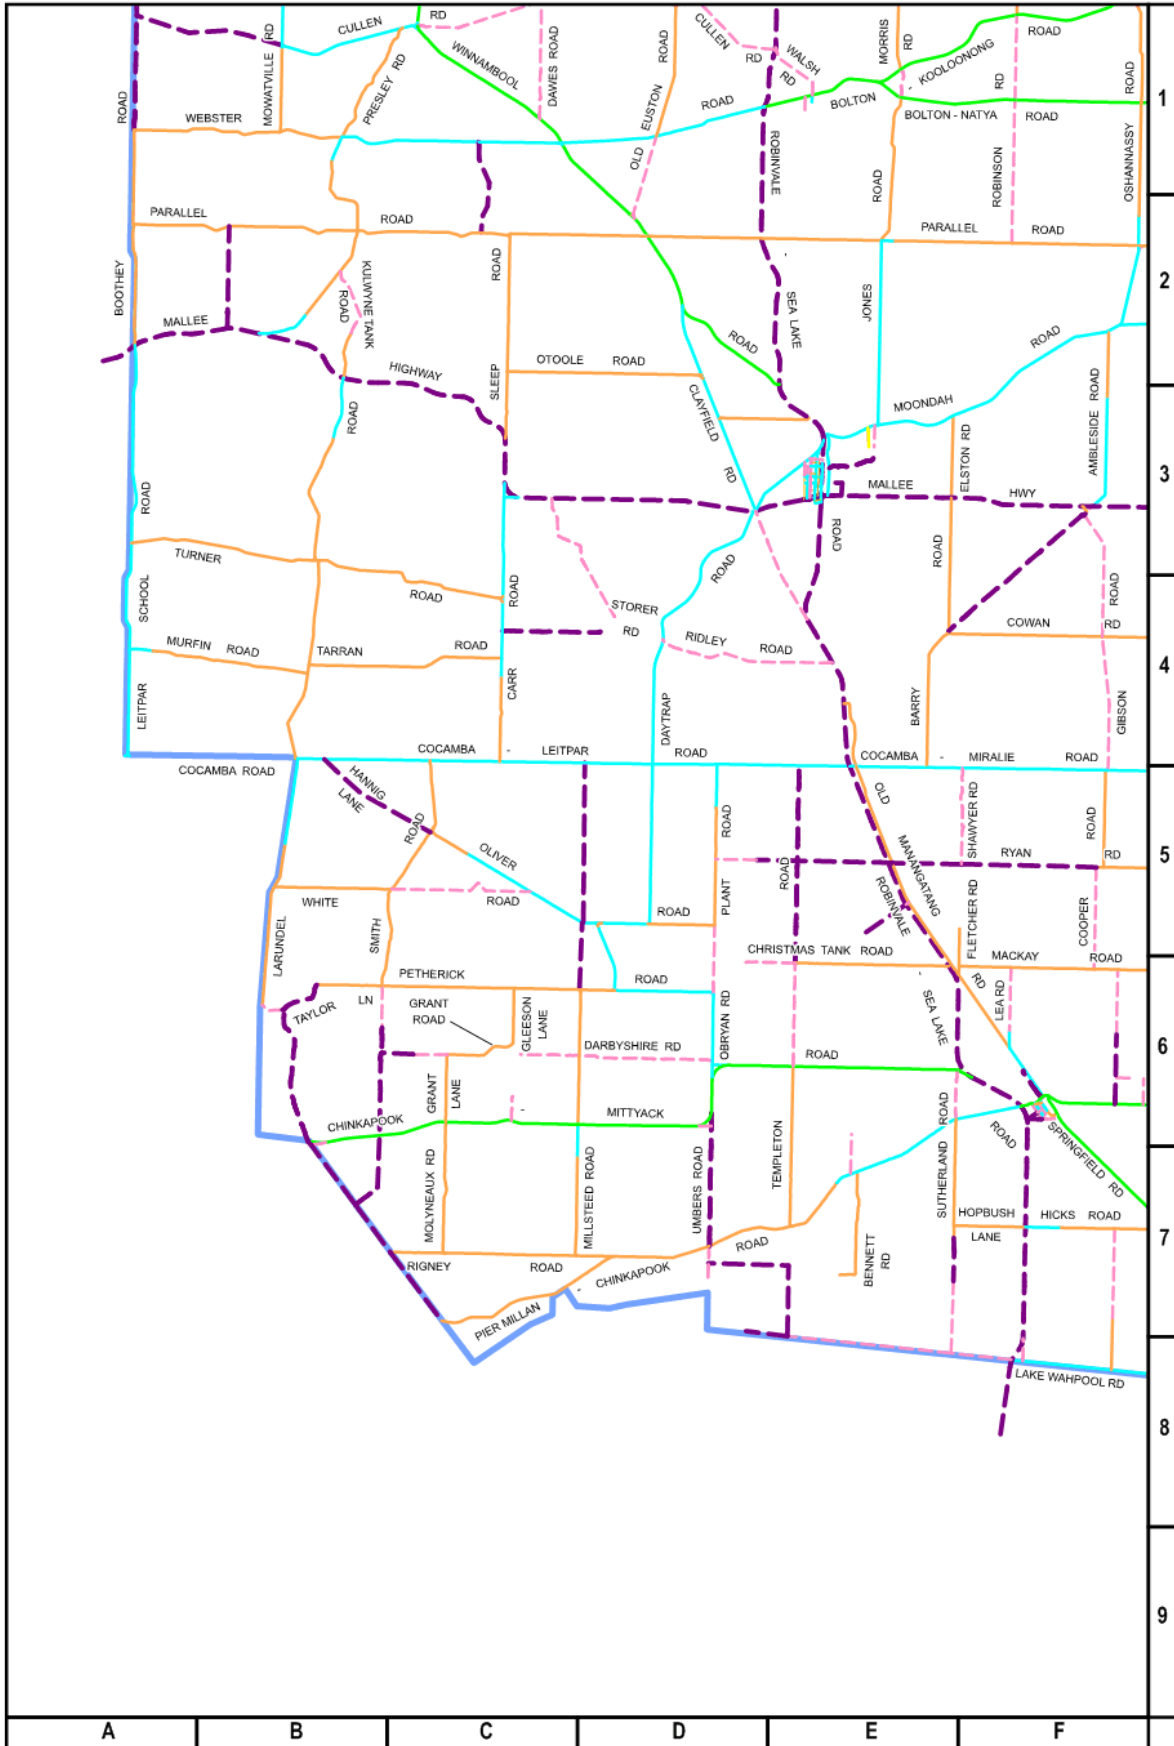 CULLEN
RD
MOWATVILLE RD
PRESLEY RD
WINNAMBOOL
DAWES ROAD
ROAD
CULLEN
RD
WALSH
RD
MORRIS
RD
KOOLOONONG
ROAD
ROAD
WEBSTER
EUSTON
OLD
ROAD
BOLTON
-
BOLTON - NATYA
ROAD
RD
ROBINSON
ROAD
OSHANNASSY
1
ROBINVALE
ROAD
PARALLEL
ROAD
PARALLEL
ROAD
BOOTHEY
MALLEE
ROAD
KULWYNE TANK
ROAD
-
SEA LAKE
JONES
ROAD
2
HIGHWAY
SLEEP
OTOOLE ROAD
ROAD
CLAYFIELD
RD
MOONDAH
ROAD
AMBLESIDE ROAD
ELSTON RD
MALLEE
HWY
3
ROAD
ROAD
TURNER
ROAD
ROAD
ROAD
ROAD
ROAD
SCHOOL
STORER
RD
COWAN
RD
MURFIN ROAD
TARRAN
ROAD
RIDLEY
ROAD
4
LEITPAR
CARR
DAYTRAP
BARRY
GIBSON
COCAMBA
-
LEITPAR
ROAD
COCAMBA
-
MIRALIE
ROAD
COCAMBA ROAD
HANNIG
LANE
ROAD
OLIVER
ROAD
ROAD
OLD
MANANGATANG
SHAWYER RD
RYAN
RD
ROAD
5
WHITE
ROAD
ROAD
PLANT
ROBINVALE
LARUNDEL
SMITH
CHRISTMAS TANK ROAD
FLETCHER RD
MACKAY
ROAD
COOPER
PETHERICK
ROAD
-
RD
TAYLOR
LN
GRANT
ROAD
GLEESON
LANE
DARBYSHIRE RD
OBRYAN RD
ROAD
SEA LAKE
LEA RD
6
GRANT
LANE
CHINKAPOOK
-
MITTYACK
ROAD
ROAD
SPRINGFIELD RD
MOLYNEAUX RD
MILLSTEED ROAD
UMBERS ROAD
TEMPLETON
SUTHERLAND
HOPBUSH
LANE
HICKS ROAD
7
RIGNEY
ROAD
ROAD
BENNETT
RD
PIER MILLAN
-
CHINKAPOOK
LAKE WAHPOOL RD
8
9
A
B
C
D
E
F